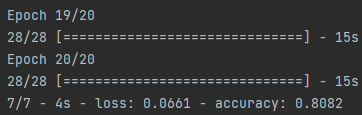 Epoch 19/20
28/28 [==============================] - 15s
Epoch 20/20
28/28 [==============================] - 15s
7/7 - 4s - loss: 0.0661 - accuracy: 0.8082